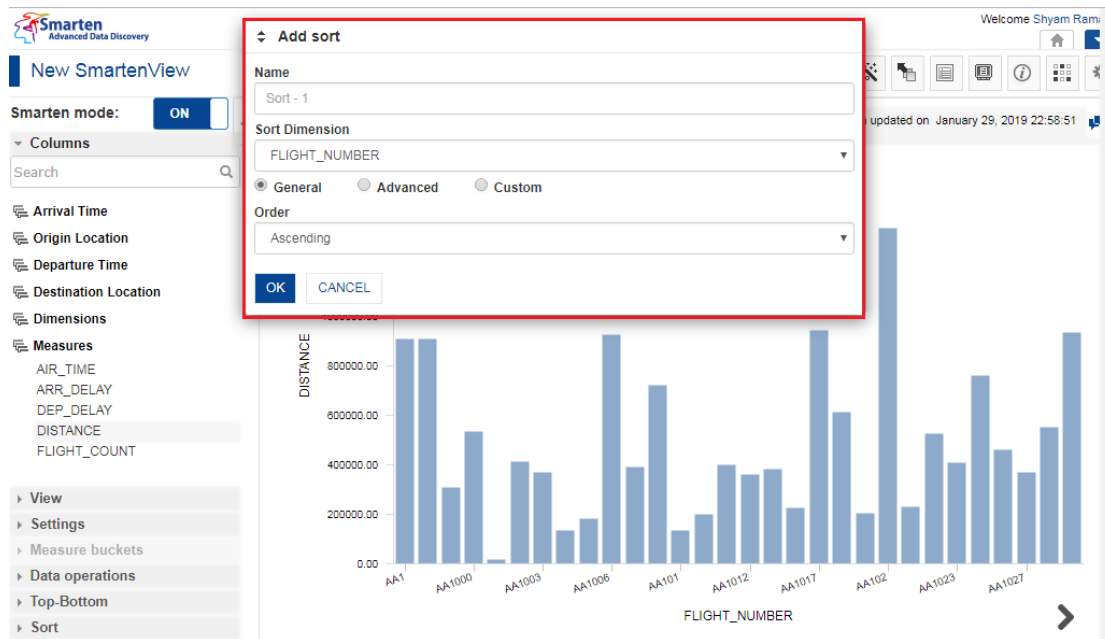 Smarten
Advanced Data Discovery
Welcome Shyam Rama
New SmartenView
Smarten mode:
ON
Columns
Search
Arrival Time
Origin Location
Departure Time
Destination Location
Dimensions
Measures
AIR_TIME
ARR_DELAY
DEP_DELAY
DISTANCE
FLIGHT_COUNT
View
Settings
Measure buckets
Data operations
Top-Bottom
Sort
Add sort
Name
Sort - 1
Sort Dimension
FLIGHT_NUMBER
General Advanced Custom
Order
Ascending
OK CANCEL
updated on January 29, 2019 22:58:51
DISTANCE
800000.00
600000.00
400000.00
200000.00
0.00
AA1 AA1000 AA1003 AA1006 AA101 AA1012 AA1017 AA102 AA1023 AA1027
FLIGHT_NUMBER